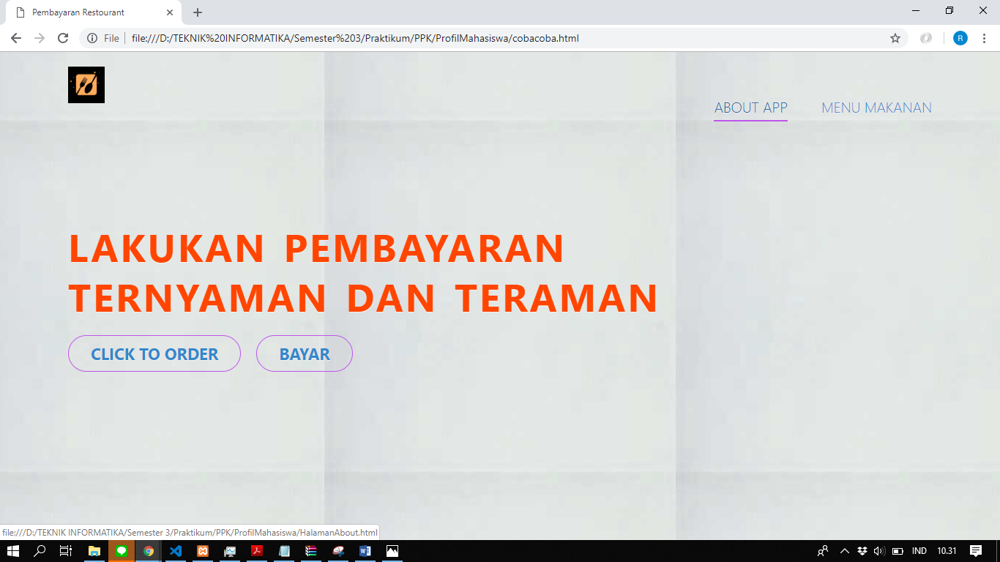 Pembayaran Restourant
File
file:///D:/TEKNIK%20INFORMATIKA/Semester%203/Praktikum/PPK/ProfilMahasiswa/cobacoba.html
R
ABOUT APP
MENU MAKANAN
LAKUKAN PEMBAYARAN
TERNYAMAN DAN TERAMAN
CLICK TO ORDER
BAYAR
file:///D:/TEKNIK INFORMATIKA/Semester 3/Praktikum/PPK/ProfilMahasiswa/HalamanAbout.html
IND
10.31